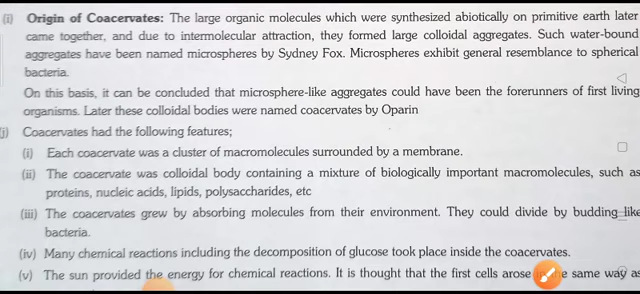 (i) Origin of Coacervates: The large organic molecules which were synthesized abiotically on primitive earth later
came together, and due to intermolecular attraction, they formed large colloidal aggregates. Such water-bound
aggregates have been named microspheres by Sydney Fox. Microspheres exhibit general resemblance to spherical
bacteria.
On this basis, it can be concluded that microsphere-like aggregates could have been the forerunners of first living
organisms. Later these colloidal bodies were named coacervates by Oparin
(j) Coacervates had the following features;
(i) Each coacervate was a cluster of macromolecules surrounded by a membrane.
(ii) The coacervate was colloidal body containing a mixture of biologically important macromolecules, such as
proteins, nucleic acids, lipids, polysaccharides, etc
(iii) The coacervates grew by absorbing molecules from their environment. They could divide by budding like
bacteria.
(iv) Many chemical reactions including the decomposition of glucose took place inside the coacervates.
(v) The sun provided the energy for chemical reactions. It is thought that the first cells arose same way as